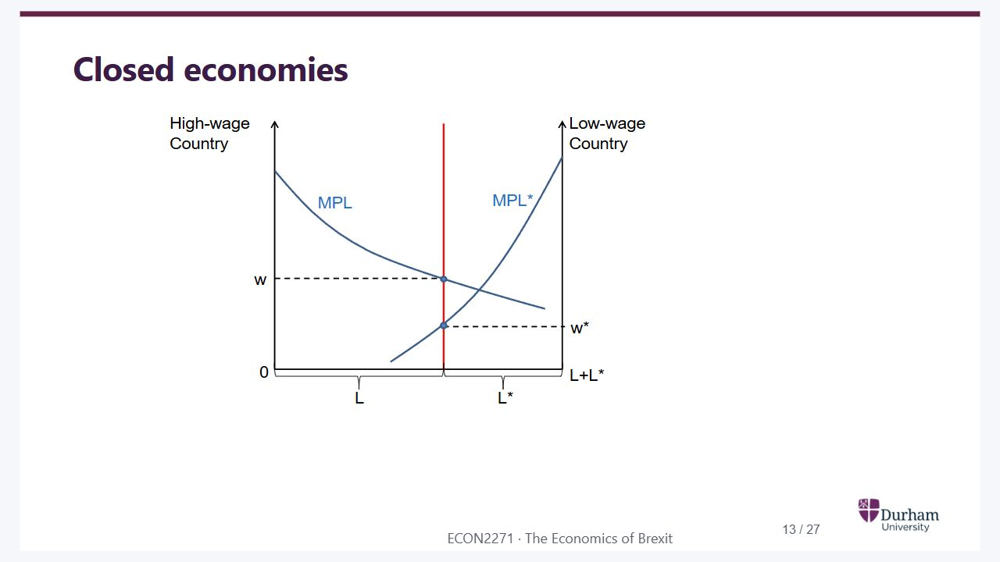 Closed economies
High-wage
Country
Low-wage
Country
MPL
MPL*
w
w*
0
L+L*
L
L*
ECON2271 · The Economics of Brexit
13 / 27
Durham
University